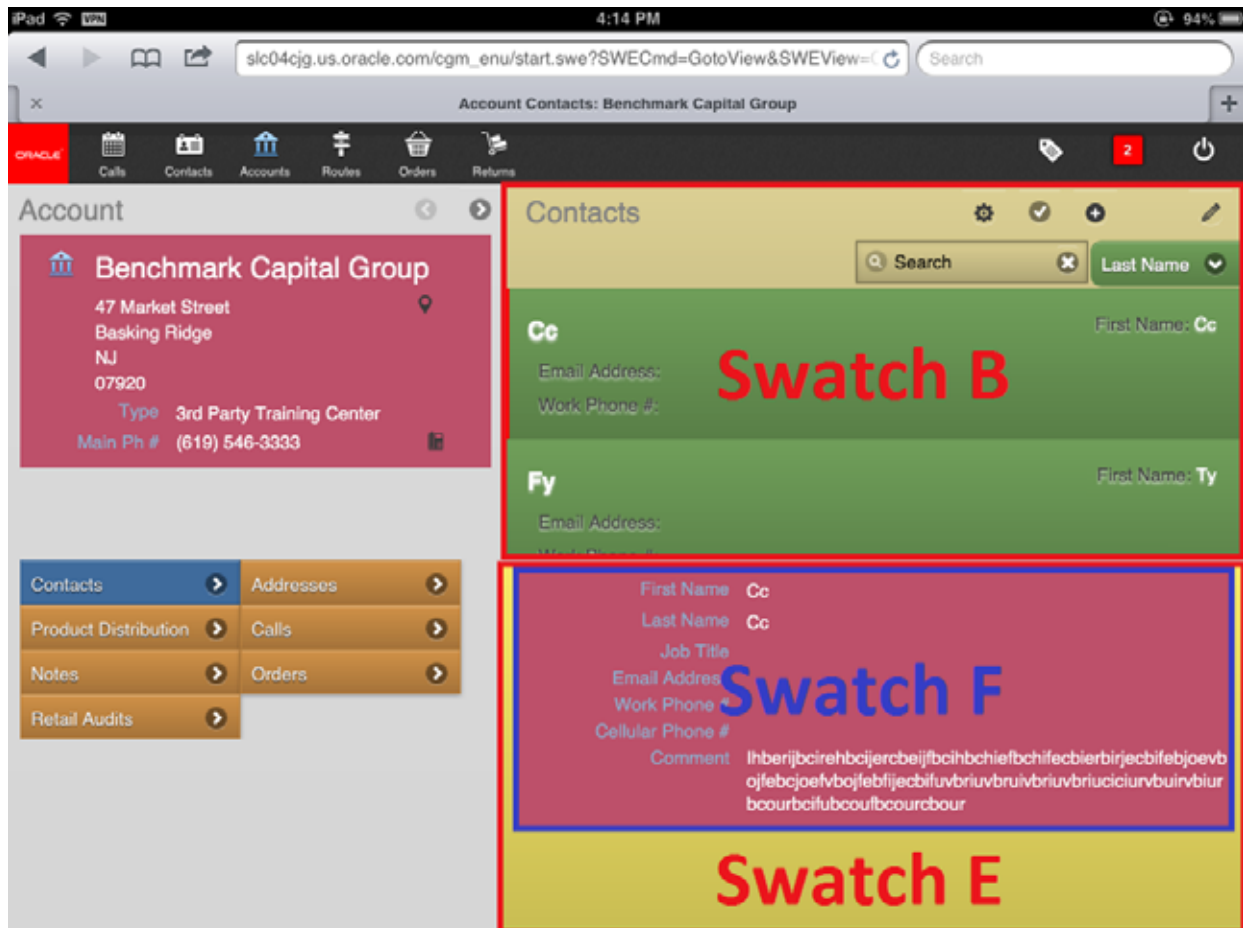 iPad VPN 4:14 PM 94%
slc04cjg.us.oracle.com/cgm_enu/start.swe?SWECmd=GotoView&SWEView= Search
Account Contacts: Benchmark Capital Group
ORACLE Calls Contacts Accounts Routes Orders Returns 2
Account
Benchmark Capital Group
47 Market Street
Basking Ridge
NJ
07920
Type 3rd Party Training Center
Main Ph # (619) 546-3333
Contacts Addresses
Product Distribution Calls
Notes Orders
Retail Audits
Contacts
Search Last Name
Cc First Name: Cc
Email Address:
Work Phone #:
Swatch B
Fy First Name: Ty
Email Address:
Work Phone #:
First Name Cc
Last Name Cc
Job Title
Email Address
Work Phone #
Cellular Phone #
Swatch F
Comment lhberijbcirehbcijercbeijfbcihbchiefbchifecbierbirjecbifebjoevb
ojfebcjoefvbojfebfijecbifuvbriuvbruivbriuvbriuciciurvbuirvbiur
bcourbcifubcoufbcourcbour
Swatch E